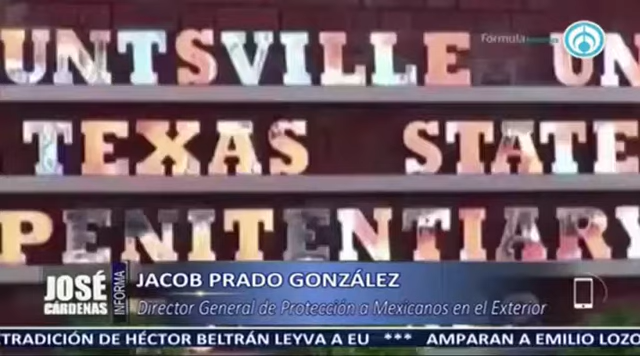 Fórmula
UNTSVILLE UN
TEXAS STATE
PENITENTIARY
JOSÉ
CÁRDENAS
INFORMA
JACOB PRADO GONZÁLEZ
Director General de Protección a Mexicanos en el Exterior
TRADICIÓN DE HÉCTOR BELTRÁN LEYVA A EU *** AMPARAN A EMILIO LOZO